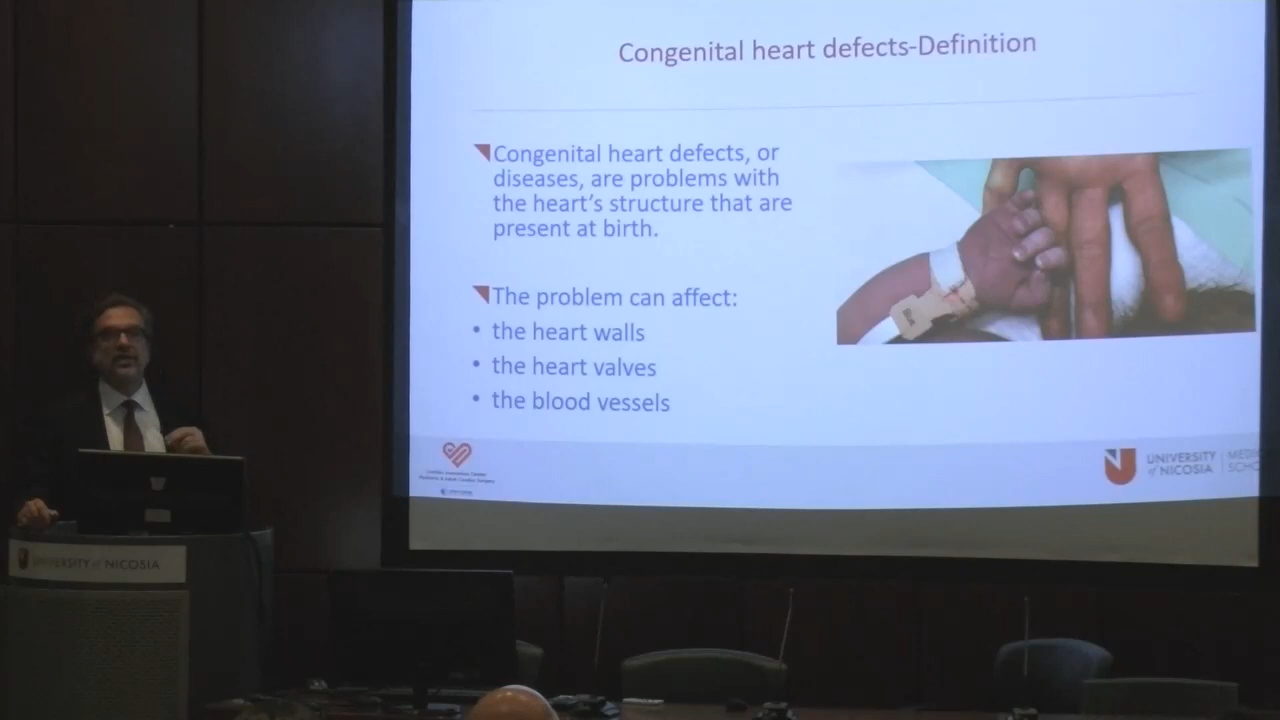 Congenital heart defects-Definition
Congenital heart defects, or
diseases, are problems with
the heart's structure that are
present at birth.
The problem can affect:
• the heart walls
• the heart valves
• the blood vessels
UNIVERSITY
of NICOSIA
UNIVERSITY of NICOSIA